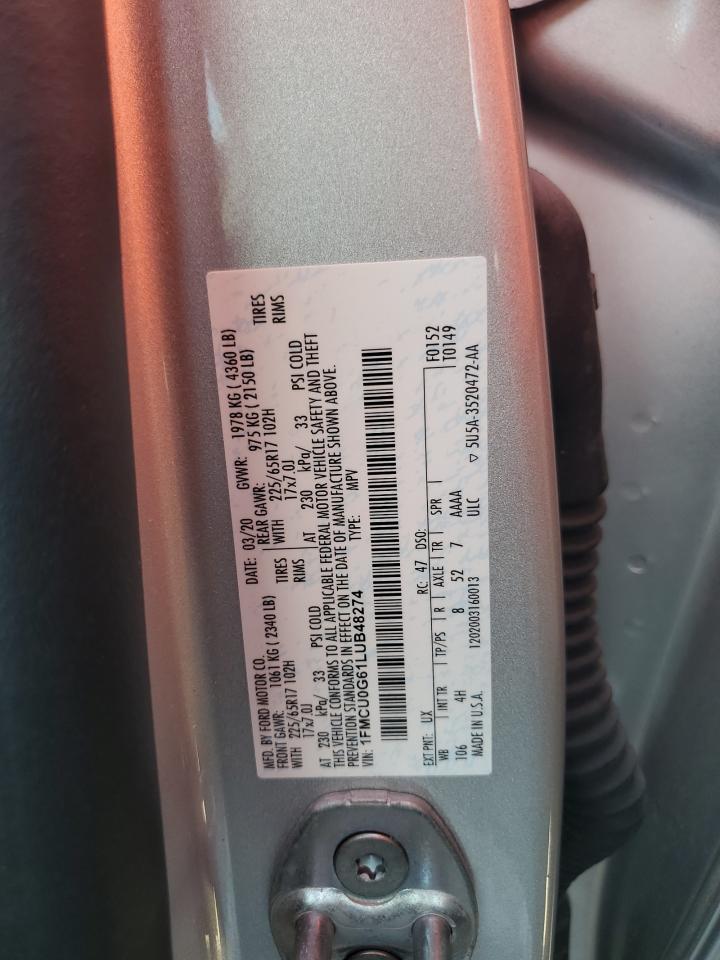 MFD. BY FORD MOTOR CO. DATE: 03/20 GVWR: 1978 KG ( 4360 LB)
FRONT GAWR: 1061 KG ( 2340 LB) REAR GAWR: 975 KG ( 2150 LB)
WITH 225/65R17 102H TIRES WITH 225/65R17 102H TIRES
17x7.0J RIMS 17x7.0J RIMS
AT 230 kPa/ 33 PSI COLD AT 230 kPa/ 33 PSI COLD
THIS VEHICLE CONFORMS TO ALL APPLICABLE FEDERAL MOTOR VEHICLE SAFETY AND THEFT
PREVENTION STANDARDS IN EFFECT ON THE DATE OF MANUFACTURE SHOWN ABOVE.
VIN: 1FMCU0G61LUB48274 TYPE: MPV
EXT PNT: UX RC: 47 DSO: F0152
WB INT TR TP/PS R AXLE TR SPR T0149
106 4H 8 52 7 AAAA
MADE IN U.S.A. 1202003160013 ULC ▽ 5U5A-3520472-AA